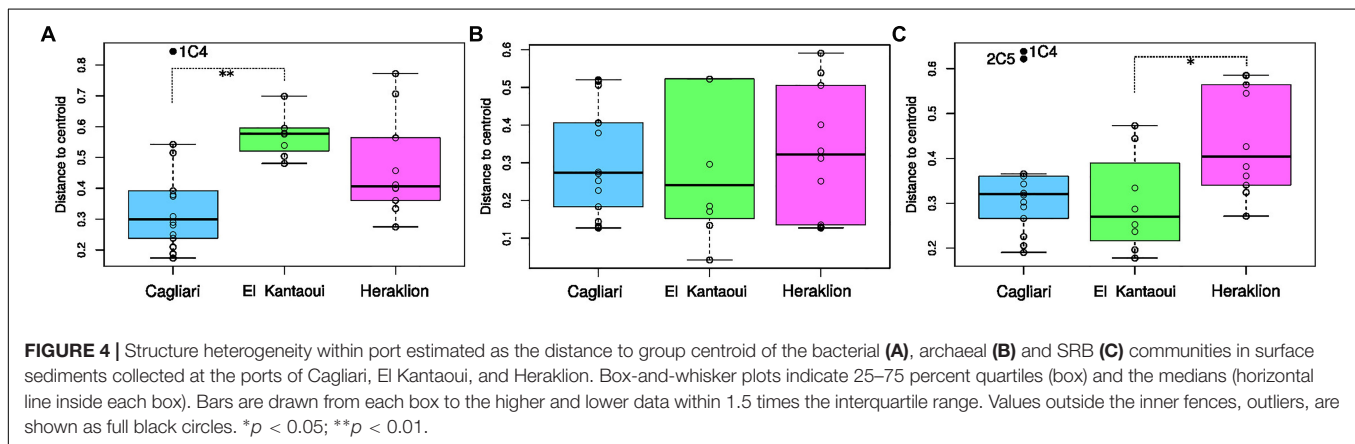 A
B
C
Distance to centroid
0.2 0.3 0.4 0.5 0.6 0.7 0.8
1C4
**
Cagliari El Kantaoui Heraklion
Distance to centroid
0.1 0.2 0.3 0.4 0.5 0.6
Cagliari El Kantaoui Heraklion
Distance to centroid
0.2 0.3 0.4 0.5 0.6
2C5 1C4
*
Cagliari El Kantaoui Heraklion
FIGURE 4 | Structure heterogeneity within port estimated as the distance to group centroid of the bacterial (A), archaeal (B) and SRB (C) communities in surface
sediments collected at the ports of Cagliari, El Kantaoui, and Heraklion. Box-and-whisker plots indicate 25–75 percent quartiles (box) and the medians (horizontal
line inside each box). Bars are drawn from each box to the higher and lower data within 1.5 times the interquartile range. Values outside the inner fences, outliers, are
shown as full black circles. *p < 0.05; **p < 0.01.